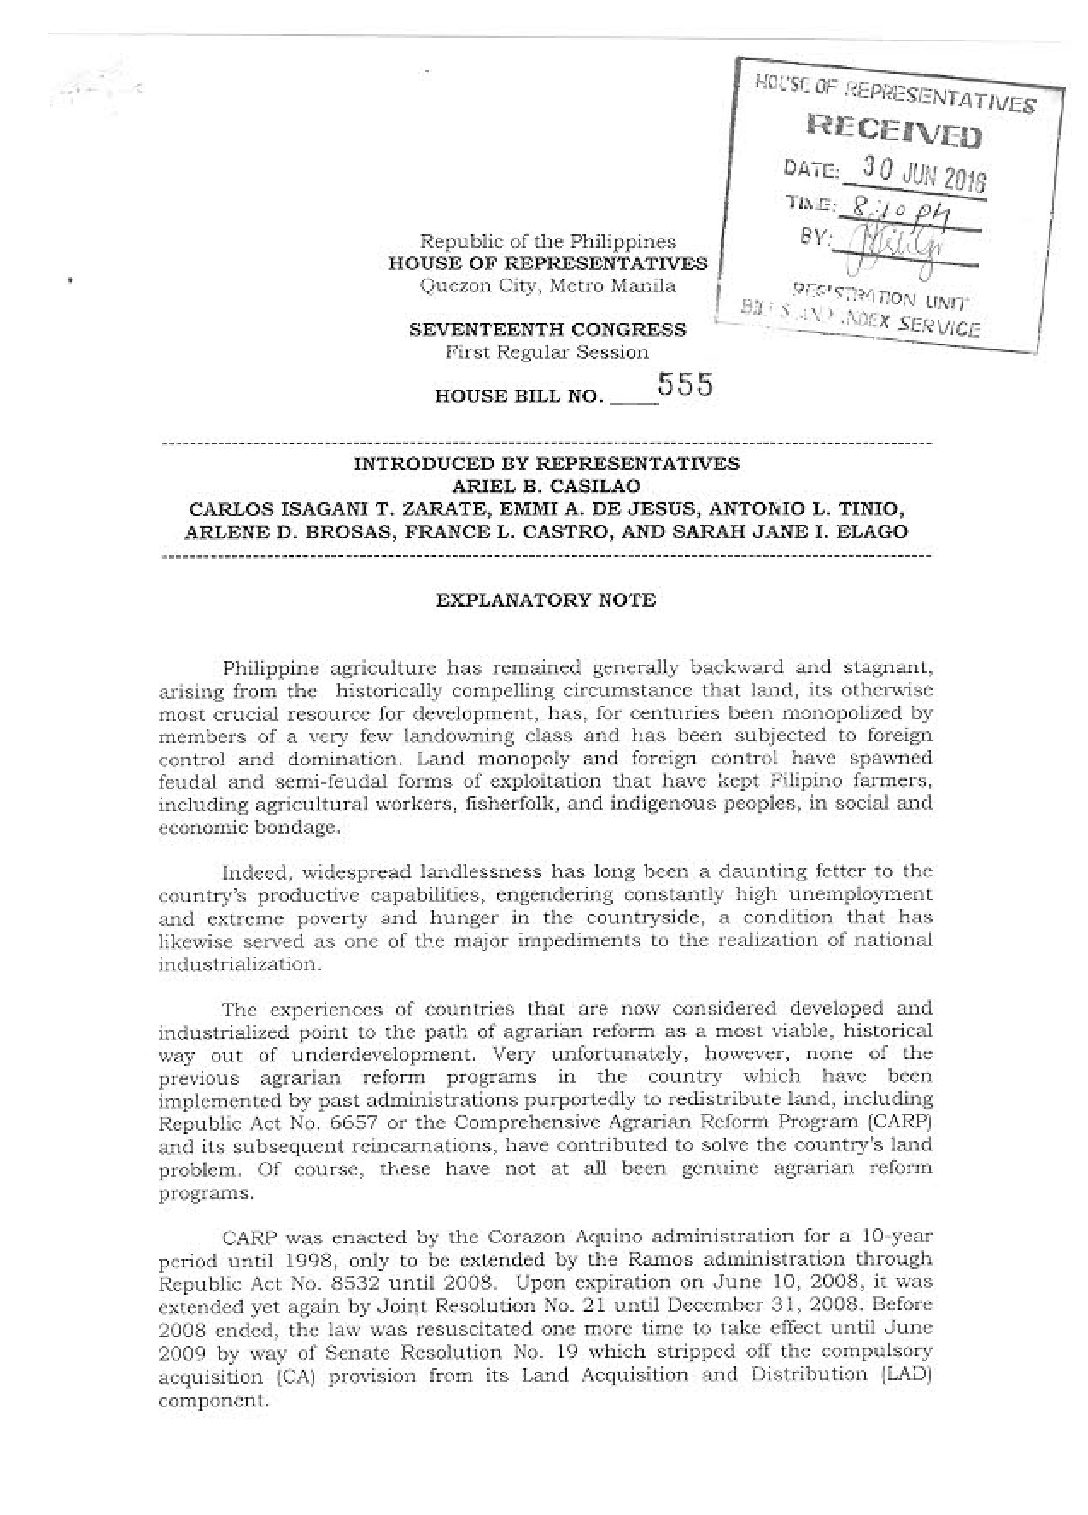 HOUSE OF REPRESENTATIVES
RECEIVED
DATE: 30 JUN 2016
TIME: 8:10 PM
BY:
REGISTRATION UNIT
BILLS AND INDEX SERVICE
Republic of the Philippines
HOUSE OF REPRESENTATIVES
Quezon City, Metro Manila
SEVENTEENTH CONGRESS
First Regular Session
HOUSE BILL NO. ____555
INTRODUCED BY REPRESENTATIVES
ARIEL B. CASILAO
CARLOS ISAGANI T. ZARATE, EMMI A. DE JESUS, ANTONIO L. TINIO,
ARLENE D. BROSAS, FRANCE L. CASTRO, AND SARAH JANE I. ELAGO
EXPLANATORY NOTE
Philippine agriculture has remained generally backward and stagnant,
arising from the historically compelling circumstance that land, its otherwise
most crucial resource for development, has, for centuries been monopolized by
members of a very few landowning class and has been subjected to foreign
control and domination. Land monopoly and foreign control have spawned
feudal and semi-feudal forms of exploitation that have kept Filipino farmers,
including agricultural workers, fisherfolk, and indigenous peoples, in social and
economic bondage.
Indeed, widespread landlessness has long been a daunting fetter to the
country's productive capabilities, engendering constantly high unemployment
and extreme poverty and hunger in the countryside, a condition that has
likewise served as one of the major impediments to the realization of national
industrialization.
The experiences of countries that are now considered developed and
industrialized point to the path of agrarian reform as a most viable, historical
way out of underdevelopment. Very unfortunately, however, none of the
previous agrarian reform programs in the country which have been
implemented by past administrations purportedly to redistribute land, including
Republic Act No. 6657 or the Comprehensive Agrarian Reform Program (CARP)
and its subsequent reincarnations, have contributed to solve the country's land
problem. Of course, these have not at all been genuine agrarian reform
programs.
CARP was enacted by the Corazon Aquino administration for a 10-year
period until 1998, only to be extended by the Ramos administration through
Republic Act No. 8532 until 2008. Upon expiration on June 10, 2008, it was
extended yet again by Joint Resolution No. 21 until December 31, 2008. Before
2008 ended, the law was resuscitated one more time to take effect until June
2009 by way of Senate Resolution No. 19 which stripped off the compulsory
acquisition (CA) provision from its Land Acquisition and Distribution (LAD)
component.